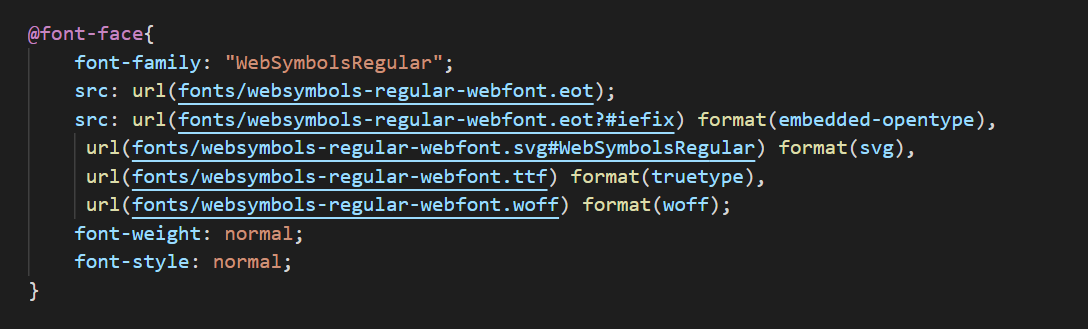 @font-face{
    font-family: "WebSymbolsRegular";
    src: url(fonts/websymbols-regular-webfont.eot);
    src: url(fonts/websymbols-regular-webfont.eot?#iefix) format(embedded-opentype),
     url(fonts/websymbols-regular-webfont.svg#WebSymbolsRegular) format(svg),
     url(fonts/websymbols-regular-webfont.ttf) format(truetype),
     url(fonts/websymbols-regular-webfont.woff) format(woff);
    font-weight: normal;
    font-style: normal;
}